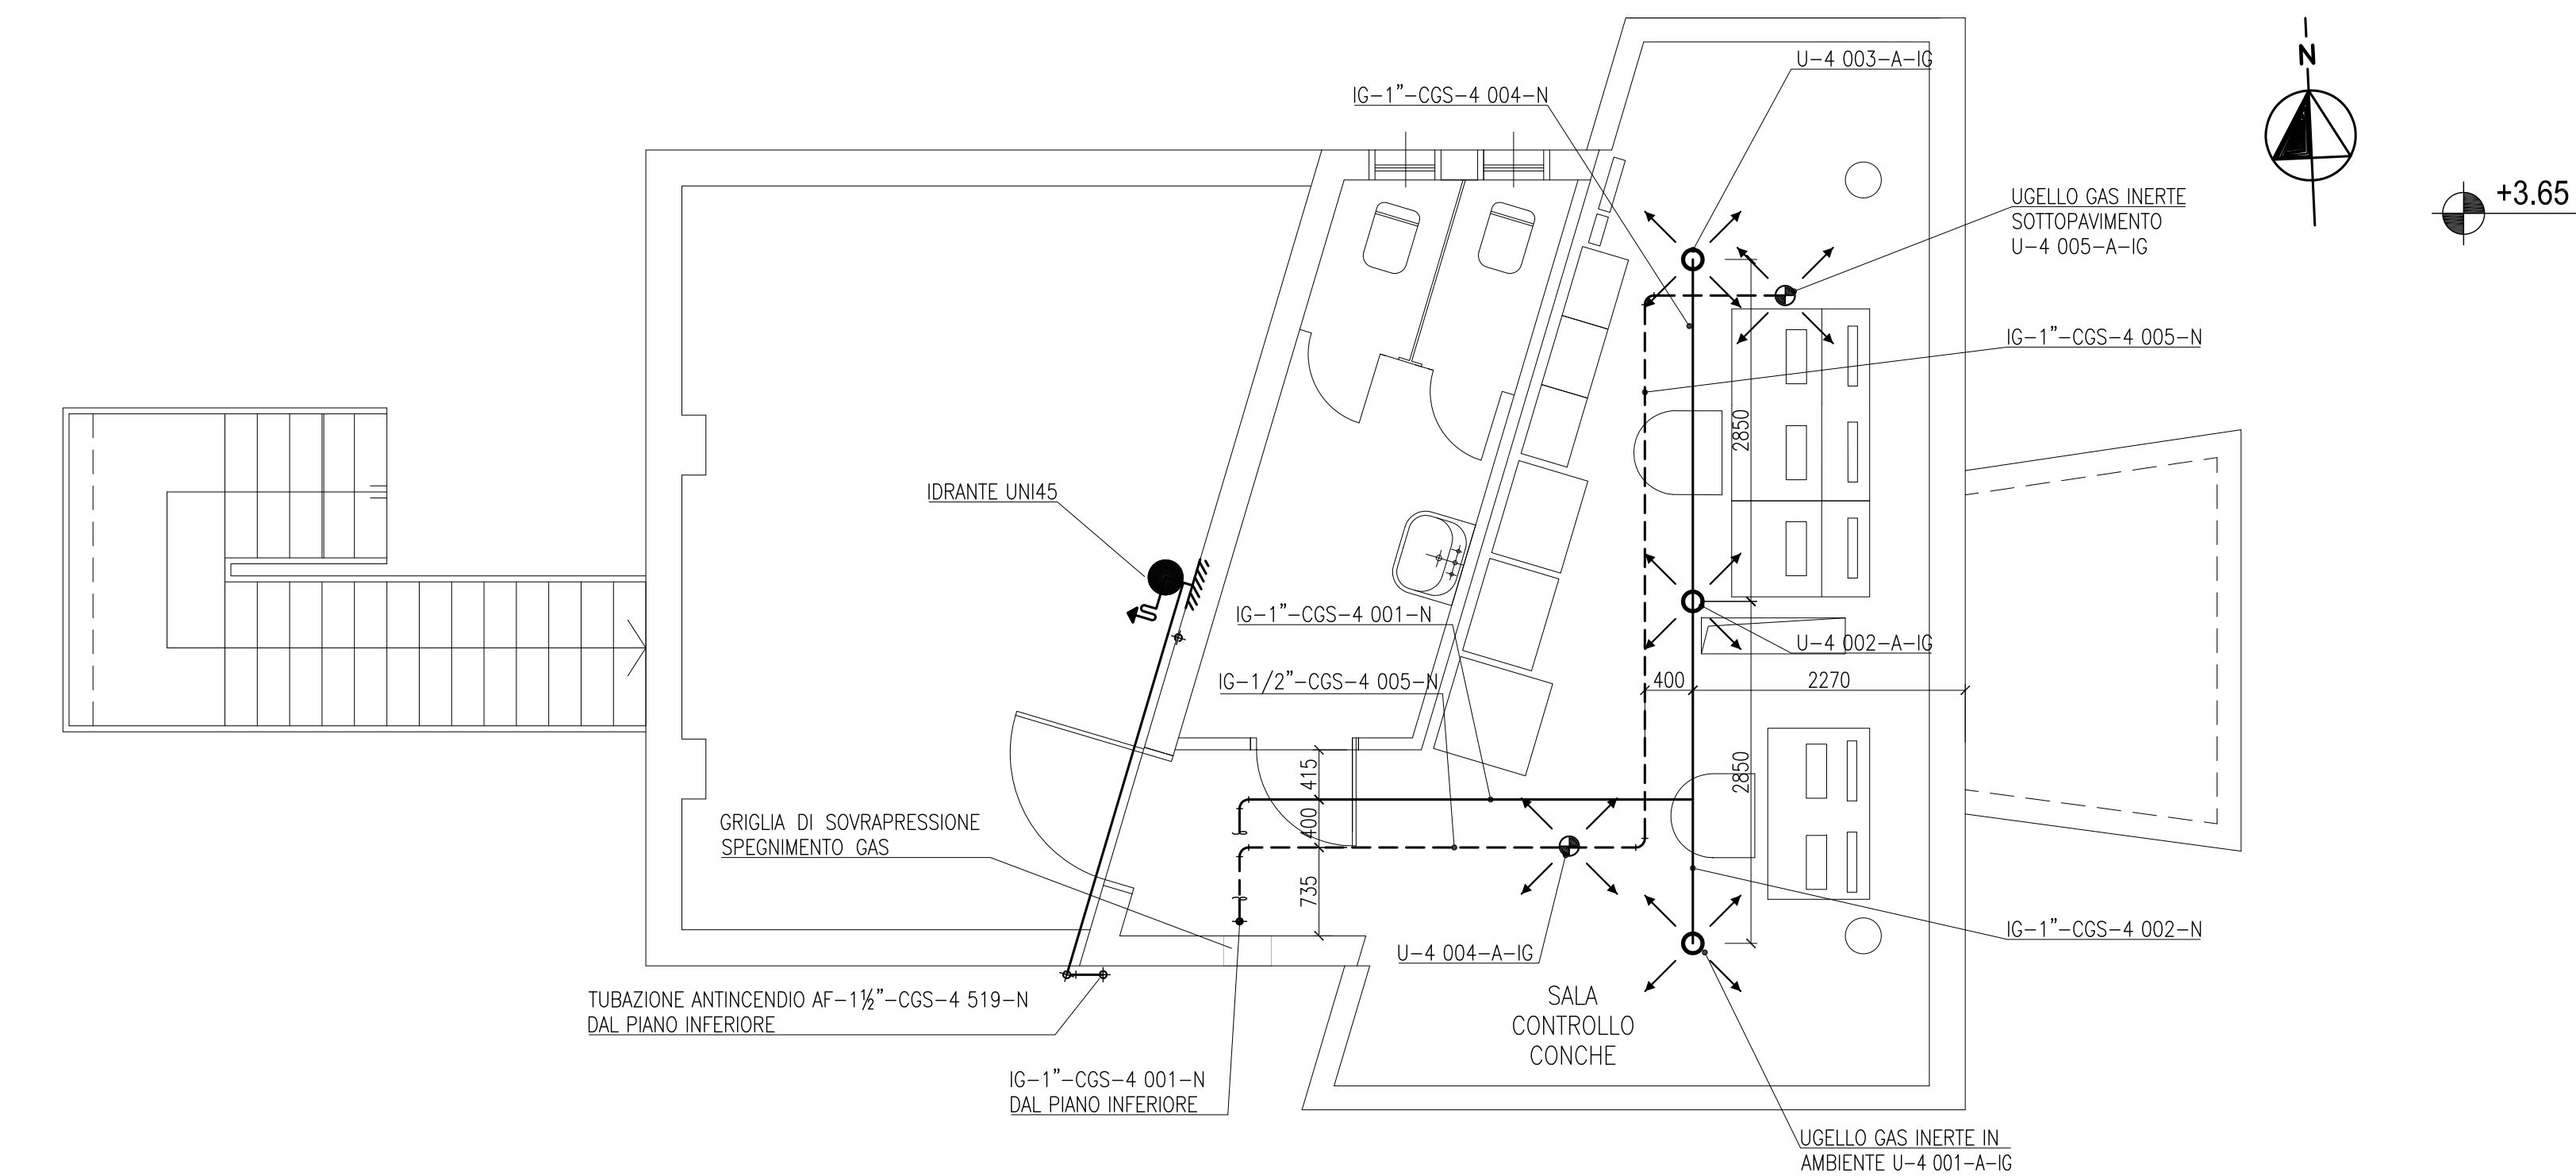 U-4 003-A-IG
N
IG-1"-CGS-4 004-N
+3.65
UGELLO GAS INERTE
SOTTOPAVIMENTO
U-4 005-A-IG
IG-1"-CGS-4 005-N
2850
IDRANTE UNI45
IG-1"-CGS-4 001-N
U-4 002-A-IG
IG-1/2"-CGS-4 005-N
400
2270
415
2850
GRIGLIA DI SOVRAPRESSIONE
SPEGNIMENTO GAS
400
735
IG-1"-CGS-4 002-N
U-4 004-A-IG
TUBAZIONE ANTINCENDIO AF-1½"-CGS-4 519-N
DAL PIANO INFERIORE
SALA
CONTROLLO
CONCHE
IG-1"-CGS-4 001-N
DAL PIANO INFERIORE
UGELLO GAS INERTE IN
AMBIENTE U-4 001-A-IG